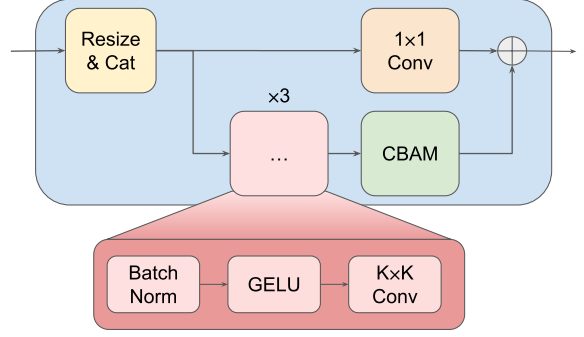 Resize
& Cat
1×1
Conv
×3
...
CBAM
Batch
Norm
GELU
K×K
Conv